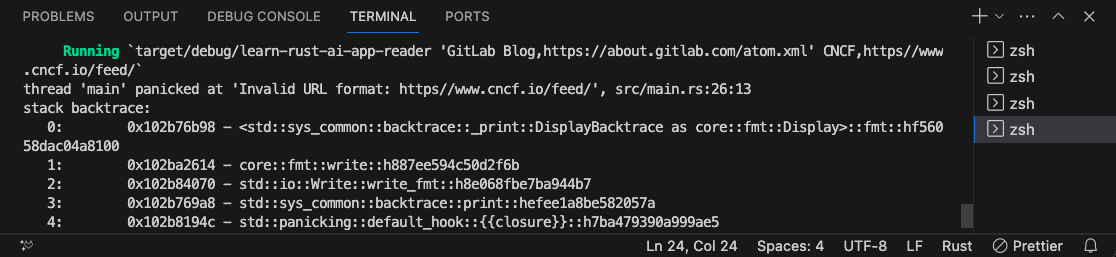 PROBLEMS OUTPUT DEBUG CONSOLE TERMINAL PORTS
Running `target/debug/learn-rust-ai-app-reader 'GitLab Blog,https://about.gitlab.com/atom.xml' CNCF,https//www
.cncf.io/feed/`
thread 'main' panicked at 'Invalid URL format: https//www.cncf.io/feed/', src/main.rs:26:13
stack backtrace:
0: 0x102b76b98 - <std::sys_common::backtrace::_print::DisplayBacktrace as core::fmt::Display>::fmt::hf560
58dac04a8100
1: 0x102ba2614 - core::fmt::write::h887ee594c50d2f6b
2: 0x102b84070 - std::io::Write::write_fmt::h8e068fbe7ba944b7
3: 0x102b769a8 - std::sys_common::backtrace::print::hefee1a8be582057a
4: 0x102b8194c - std::panicking::default_hook::{{closure}}::h7ba479390a999ae5
zsh
zsh
zsh
zsh
Ln 24, Col 24 Spaces: 4 UTF-8 LF Rust Prettier